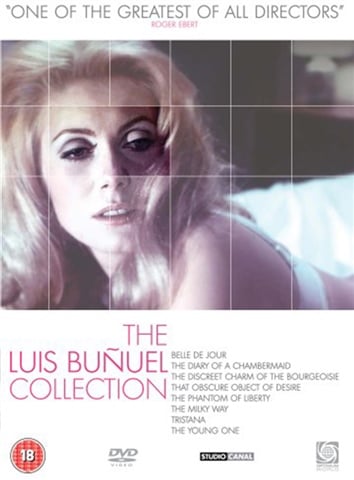 "ONE OF THE GREATEST OF ALL DIRECTORS"
ROGER EBERT
THE
LUIS BUÑUEL
COLLECTION
BELLE DE JOUR
THE DIARY OF A CHAMBERMAID
THE DISCREET CHARM OF THE BOURGEOISIE
THAT OBSCURE OBJECT OF DESIRE
THE PHANTOM OF LIBERTY
THE MILKY WAY
TRISTANA
THE YOUNG ONE
18
DVD
VIDEO
STUDIO CANAL